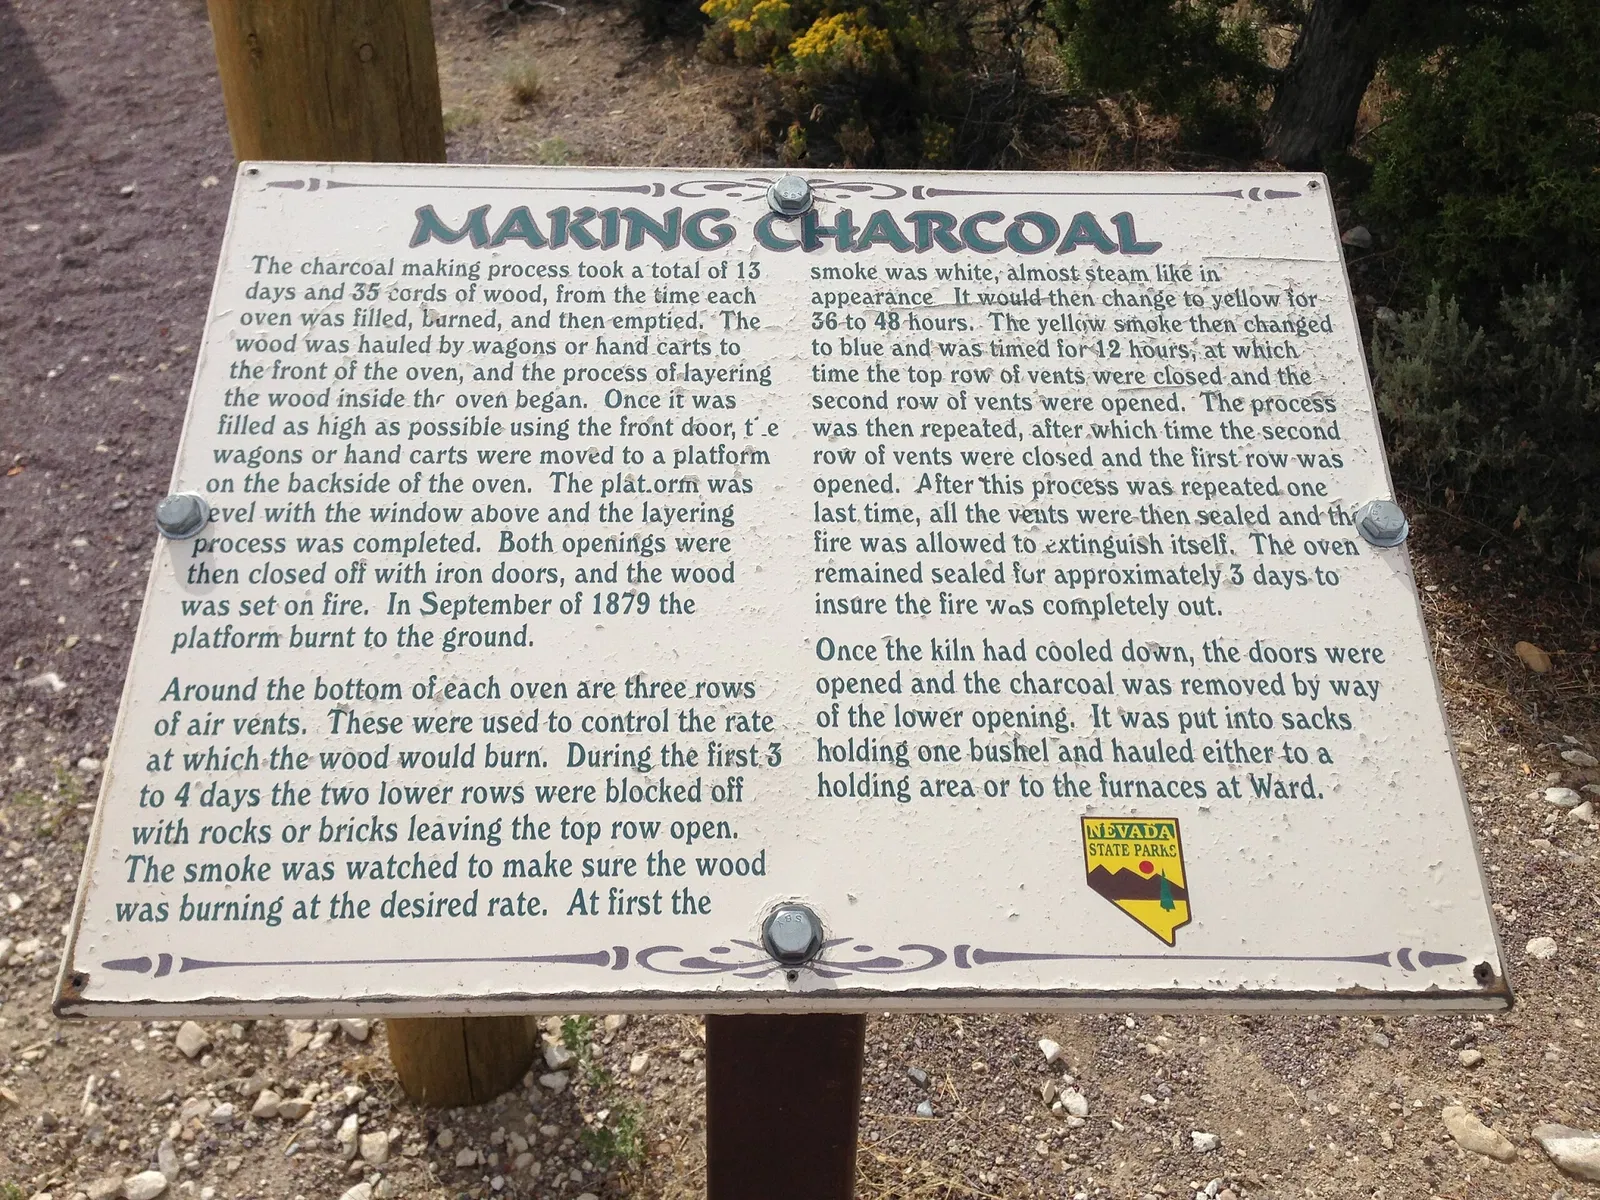 MAKING CHARCOAL
The charcoal making process took a total of 13
days and 35 cords of wood, from the time each
oven was filled, burned, and then emptied. The
wood was hauled by wagons or hand carts to
the front of the oven, and the process of layering
the wood inside the oven began. Once it was
filled as high as possible using the front door, the
wagons or hand carts were moved to a platform
on the backside of the oven. The platform was
level with the window above and the layering
process was completed. Both openings were
then closed off with iron doors, and the wood
was set on fire. In September of 1879 the
platform burnt to the ground.
Around the bottom of each oven are three rows
of air vents. These were used to control the rate
at which the wood would burn. During the first 3
to 4 days the two lower rows were blocked off
with rocks or bricks leaving the top row open.
The smoke was watched to make sure the wood
was burning at the desired rate. At first the
smoke was white, almost steam like in
appearance It would then change to yellow for
36 to 48 hours. The yellow smoke then changed
to blue and was timed for 12 hours, at which
time the top row of vents were closed and the
second row of vents were opened. The process
was then repeated, after which time the second
row of vents were closed and the first row was
opened. After this process was repeated one
last time, all the vents were then sealed and the
fire was allowed to extinguish itself. The oven
remained sealed for approximately 3 days to
insure the fire was completely out.
Once the kiln had cooled down, the doors were
opened and the charcoal was removed by way
of the lower opening. It was put into sacks
holding one bushel and hauled either to a
holding area or to the furnaces at Ward.
NEVADA
STATE PARKS